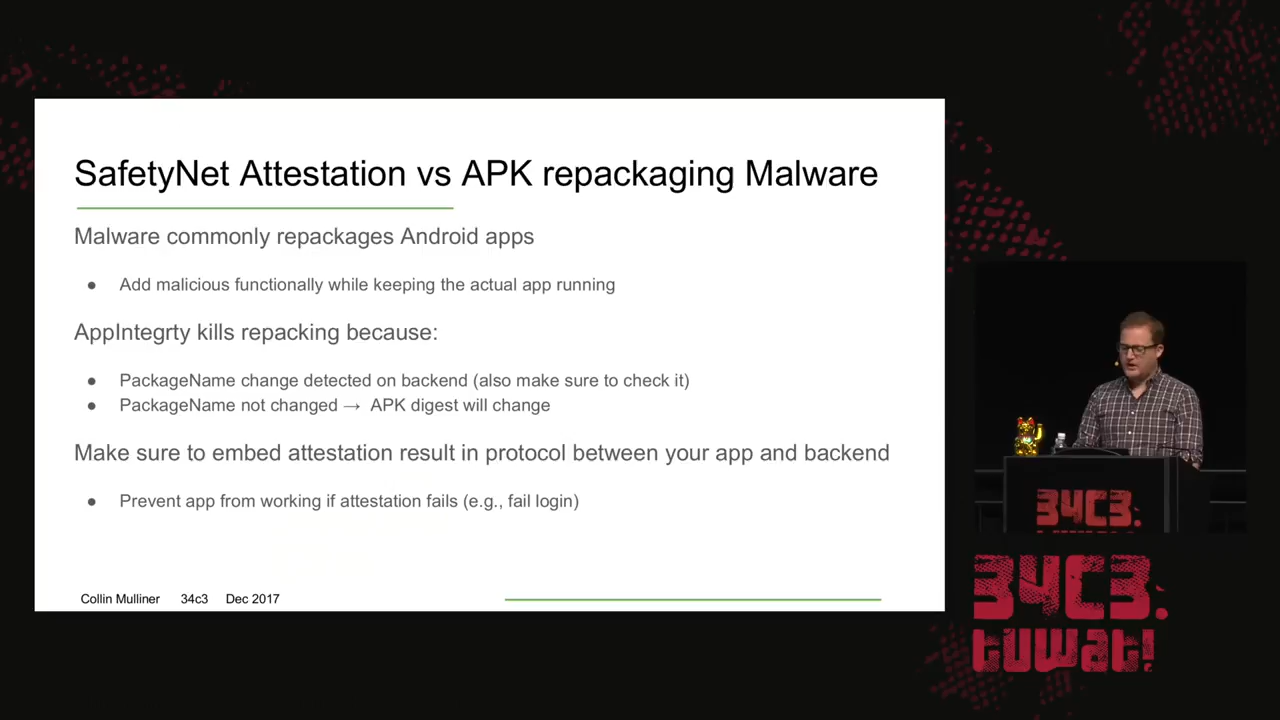 SafetyNet Attestation vs APK repackaging Malware
Malware commonly repackages Android apps
● Add malicious functionally while keeping the actual app running
AppIntegrty kills repacking because:
● PackageName change detected on backend (also make sure to check it)
● PackageName not changed → APK digest will change
Make sure to embed attestation result in protocol between your app and backend
● Prevent app from working if attestation fails (e.g., fail login)
Collin Mulliner 34c3 Dec 2017
34C3.
34C3.
tuwat!